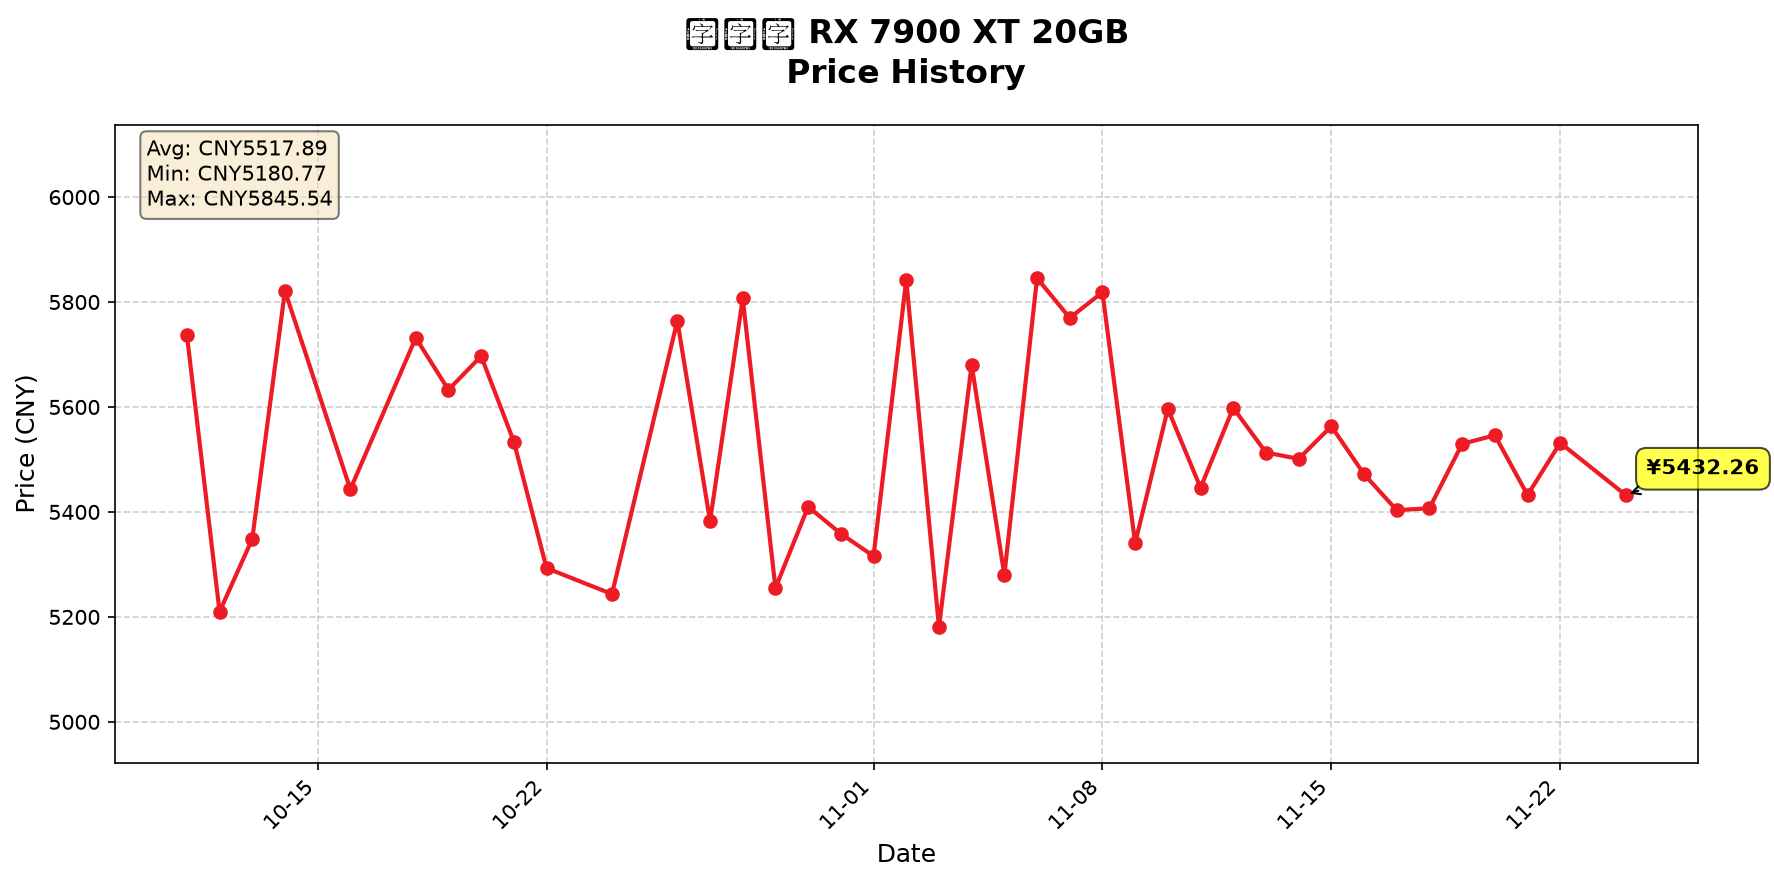 RX 7900 XT 20GB
Price History
Avg: CNY5517.89
Min: CNY5180.77
Max: CNY5845.54
6000
5800
5600
5400
5200
5000
Price (CNY)
¥5432.26
10-15
10-22
11-01
11-08
11-15
11-22
Date